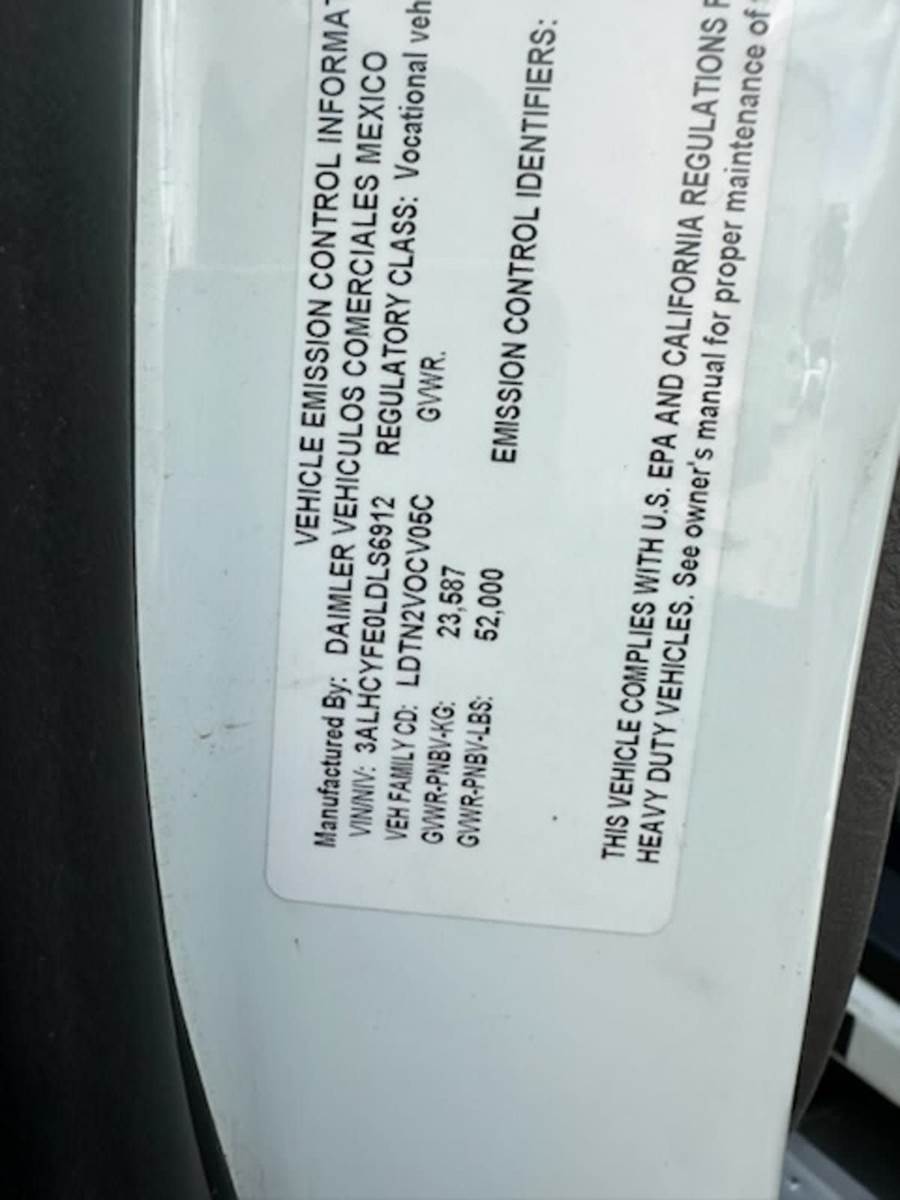 VEHICLE EMISSION CONTROL INFORMAT
Manufactured By: DAIMLER VEHICULOS COMERCIALES MEXICO
VIN/NIV: 3ALHCYFE0LDLS6912 REGULATORY CLASS: Vocational veh
VEH FAMILY CD: LDTN2VOCV05C GVWR.
GVWR-PNBV-KG: 23,587
GVWR-PNBV-LBS: 52,000
EMISSION CONTROL IDENTIFIERS:
THIS VEHICLE COMPLIES WITH U.S. EPA AND CALIFORNIA REGULATIONS F
HEAVY DUTY VEHICLES. See owner's manual for proper maintenance of